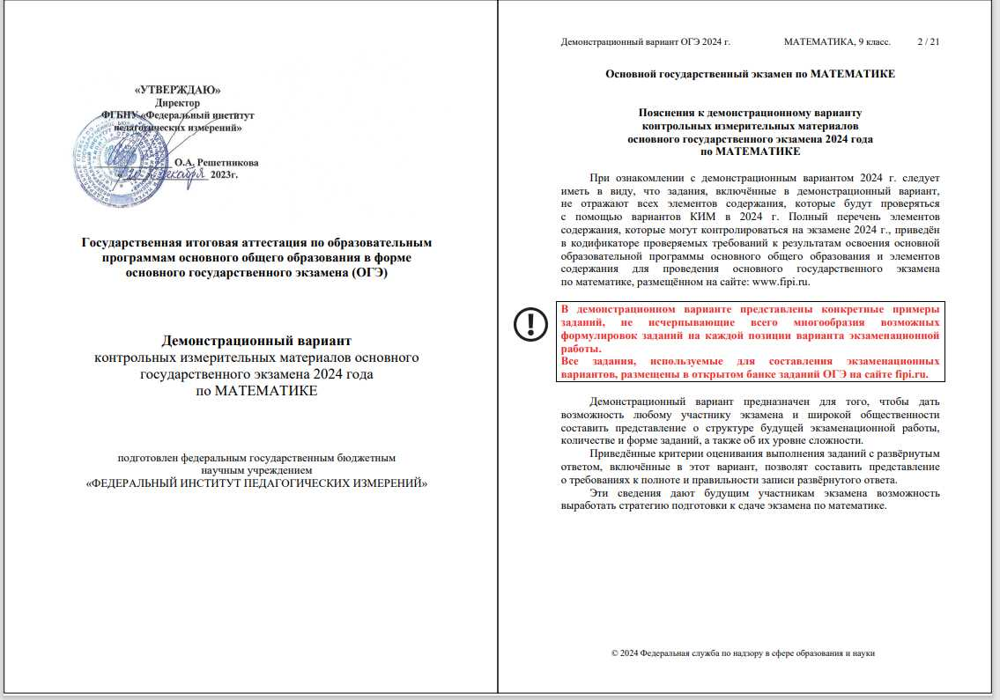 «УТВЕРЖДАЮ»
Директор
ФГБНУ «Федеральный институт
педагогических измерений»
О.А. Решетникова
декабря 2023г.
Государственная итоговая аттестация по образовательным
программам основного общего образования в форме
основного государственного экзамена (ОГЭ)
Демонстрационный вариант
контрольных измерительных материалов основного
государственного экзамена 2024 года
по МАТЕМАТИКЕ
подготовлен федеральным государственным бюджетным
научным учреждением
«ФЕДЕРАЛЬНЫЙ ИНСТИТУТ ПЕДАГОГИЧЕСКИХ ИЗМЕРЕНИЙ»
Демонстрационный вариант ОГЭ 2024 г. МАТЕМАТИКА, 9 класс. 2 / 21
Основной государственный экзамен по МАТЕМАТИКЕ
Пояснения к демонстрационному варианту
контрольных измерительных материалов
основного государственного экзамена 2024 года
по МАТЕМАТИКЕ
При ознакомлении с демонстрационным вариантом 2024 г. следует
иметь в виду, что задания, включённые в демонстрационный вариант,
не отражают всех элементов содержания, которые будут проверяться
с помощью вариантов КИМ в 2024 г. Полный перечень элементов
содержания, которые могут контролироваться на экзамене 2024 г., приведён
в кодификаторе проверяемых требований к результатам освоения основной
образовательной программы основного общего образования и элементов
содержания для проведения основного государственного экзамена
по математике, размещённом на сайте: www.fipi.ru.
В демонстрационном варианте представлены конкретные примеры
заданий, не исчерпывающие всего многообразия возможных
формулировок заданий на каждой позиции варианта экзаменационной
работы.
Все задания, используемые для составления экзаменационных
вариантов, размещены в открытом банке заданий ОГЭ на сайте fipi.ru.
Демонстрационный вариант предназначен для того, чтобы дать
возможность любому участнику экзамена и широкой общественности
составить представление о структуре будущей экзаменационной работы,
количестве и форме заданий, а также об их уровне сложности.
Приведённые критерии оценивания выполнения заданий с развёрнутым
ответом, включённые в этот вариант, позволят составить представление
о требованиях к полноте и правильности записи развёрнутого ответа.
Эти сведения дают будущим участникам экзамена возможность
выработать стратегию подготовки к сдаче экзамена по математике.
© 2024 Федеральная служба по надзору в сфере образования и науки